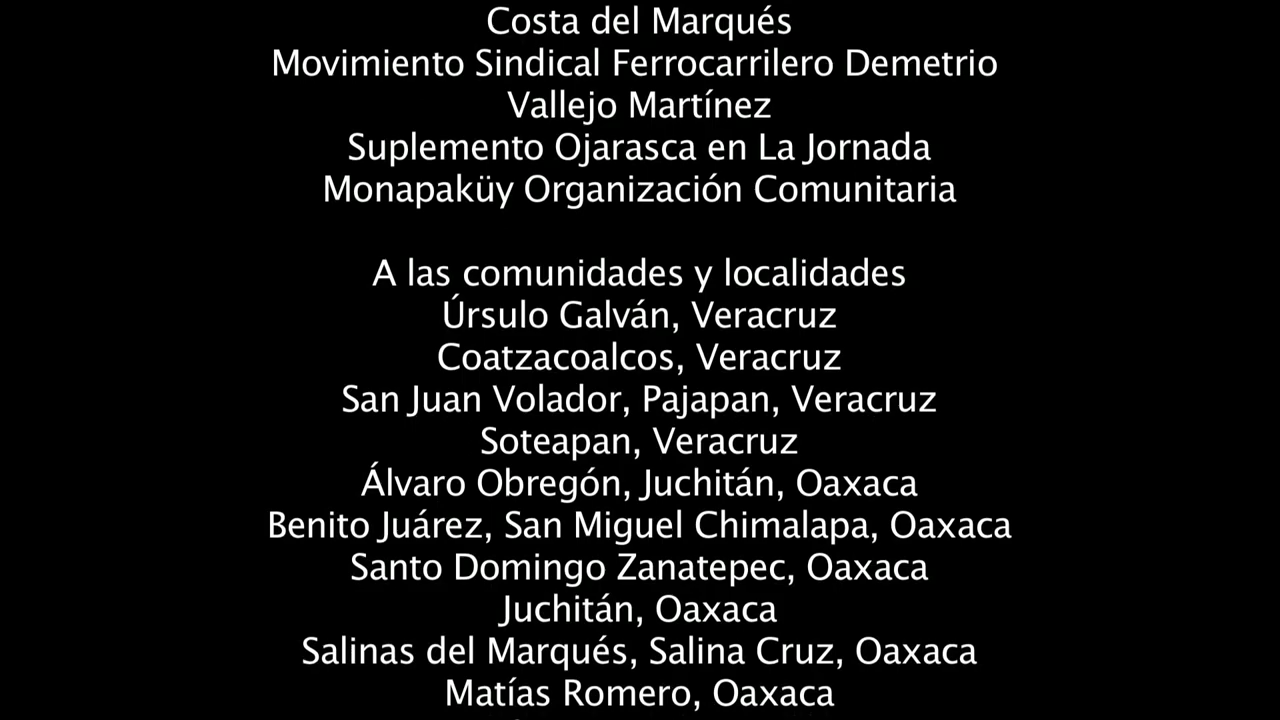 Costa del Marqués
Movimiento Sindical Ferrocarrilero Demetrio
Vallejo Martínez
Suplemento Ojarasca en La Jornada
Monapaküy Organización Comunitaria
A las comunidades y localidades
Úrsulo Galván, Veracruz
Coatzacoalcos, Veracruz
San Juan Volador, Pajapan, Veracruz
Soteapan, Veracruz
Álvaro Obregón, Juchitán, Oaxaca
Benito Juárez, San Miguel Chimalapa, Oaxaca
Santo Domingo Zanatepec, Oaxaca
Juchitán, Oaxaca
Salinas del Marqués, Salina Cruz, Oaxaca
Matías Romero, Oaxaca